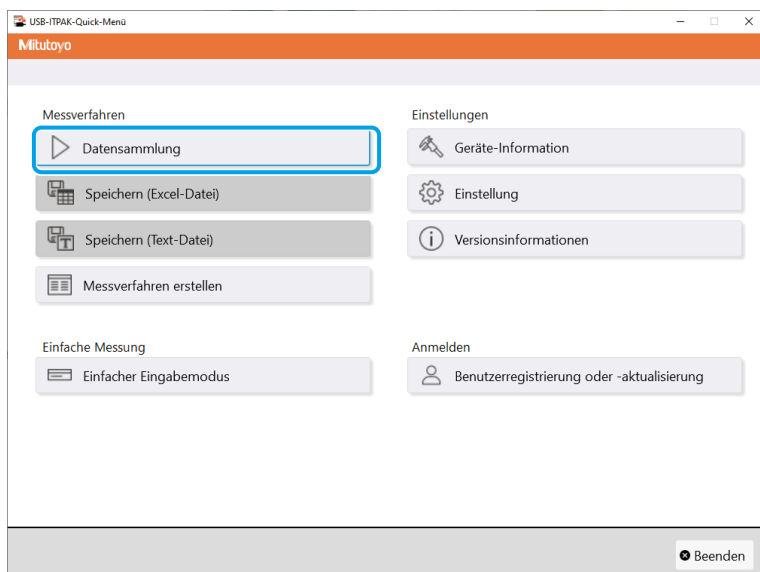 USB-ITPAK-Quick-Menü
Mitutoyo
Messverfahren
Datensammlung
Speichern (Excel-Datei)
Speichern (Text-Datei)
Messverfahren erstellen
Einfache Messung
Einfacher Eingabemodus
Einstellungen
Geräte-Information
Einstellung
Versionsinformationen
Anmelden
Benutzerregistrierung oder -aktualisierung
Beenden